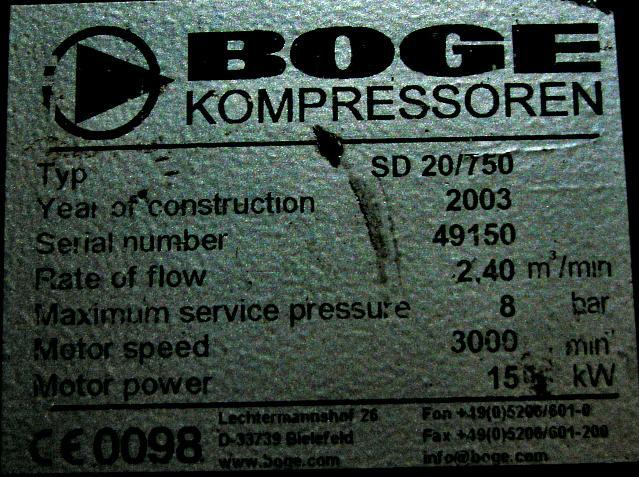 BOGE
KOMPRESSOREN
Typ SD 20/750
Year of construction 2003
Serial number 49150
Rate of flow 2,40 m³/min
Maximum service pressure 8 bar
Motor speed 3000 min
Motor power 15 kW
CE 0098
Lechtermannshof 26 Fon +49(0)5206/601-0
D-33739 Bielefeld Fax +49(0)5206/601-200
www.boge.com info@boge.com